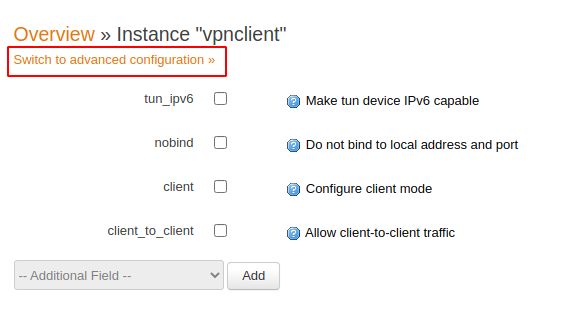 Overview » Instance "vpnclient"
Switch to advanced configuration »
tun_ipv6 Make tun device IPv6 capable
nobind Do not bind to local address and port
client Configure client mode
client_to_client Allow client-to-client traffic
-- Additional Field -- Add